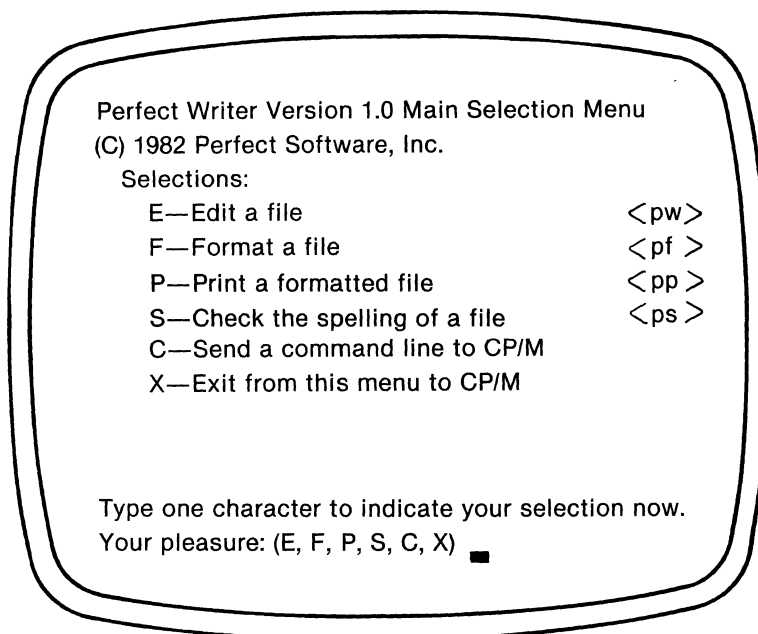 Perfect Writer Version 1.0 Main Selection Menu
(C) 1982 Perfect Software, Inc.
Selections:
E—Edit a file <pw>
F—Format a file <pf >
P—Print a formatted file <pp >
S—Check the spelling of a file <ps >
C—Send a command line to CP/M
X—Exit from this menu to CP/M
Type one character to indicate your selection now.
Your pleasure: (E, F, P, S, C, X)